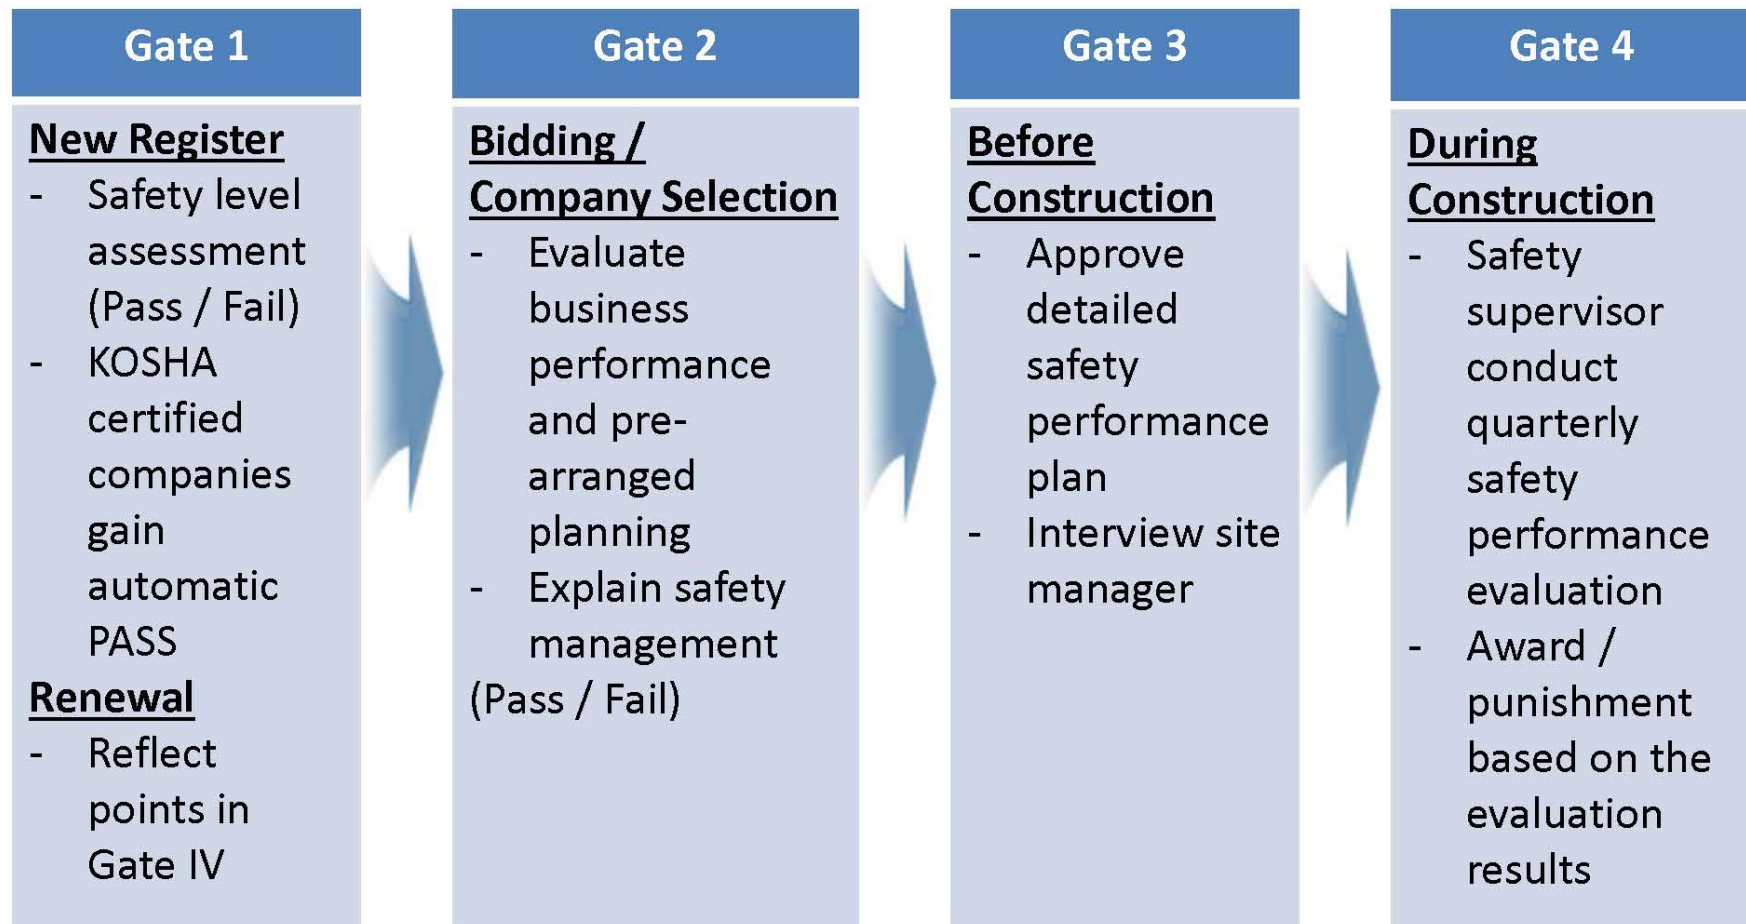 Gate 1
New Register
- Safety level
assessment
(Pass / Fail)
- KOSHA
certified
companies
gain
automatic
PASS
Renewal
- Reflect
points in
Gate IV
Gate 2
Bidding /
Company Selection
- Evaluate
business
performance
and pre-
arranged
planning
- Explain safety
management
(Pass / Fail)
Gate 3
Before
Construction
- Approve
detailed
safety
performance
plan
- Interview site
manager
Gate 4
During
Construction
- Safety
supervisor
conduct
quarterly
safety
performance
evaluation
- Award /
punishment
based on the
evaluation
results